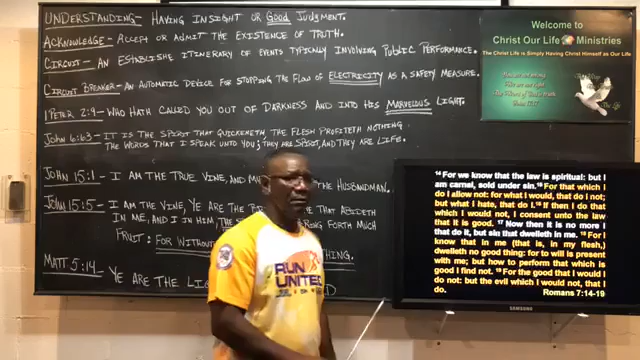 UNDERSTANDING- HAVING INSIGHT OR GOOD JUDGMENT.
ACKNOWLEDGE- ACCEPT OR ADMIT THE EXISTENCE OF TRUTH.
CIRCUIT- AN ESTABLISHE ITINERARY OF EVENTS TYPICALLY INVOLVING PUBLIC PERFORMANCE.
CIRCUIT BREAKER- AN AUTOMATIC DEVICE FOR STOPPING THE FLOW OF ELECTRICITY AS A SAFETY MEASURE.
1 PETER 2:9- WHO HATH CALLED YOU OUT OF DARKNESS AND INTO HIS MARVELOUS LIGHT.
JOHN 6:63- IT IS THE SPIRIT THAT QUICKENETH, THE FLESH PROFITETH NOTHING.
THE WORDS THAT I SPEAK UNTO YOU, THEY ARE SPIRIT, AND THEY ARE LIFE.
JOHN 15:1- I AM THE TRUE VINE, AND MY THE HUSBANDMAN.
JOHN 15:5- I AM THE VINE, YE ARE THE THAT ABIDETH
IN ME, AND I IN HIM, THE RING FORTH MUCH
FRUIT: FOR WITHOUT THING.
MATT 5:14- YE ARE THE
Welcome to
Christ Our Life Ministries
The Christ Life is Simply Having Christ Himself as Our Life
The Life
14 For we know that the law is spiritual: but I
am carnal, sold under sin. 15 For that which I
do I allow not: for what I would, that do I not;
but what I hate, that do I. 16 If then I do that
which I would not, I consent unto the law
that it is good. 17 Now then it is no more I
that do it, but sin that dwelleth in me. 18 For I
know that in me (that is, in my flesh,)
dwelleth no good thing: for to will is present
with me; but how to perform that which is
good I find not. 19 For the good that I would I
do not: but the evil which I would not, that I
do.
Romans 7:14-19
SAMSUNG
RUN
UNITED